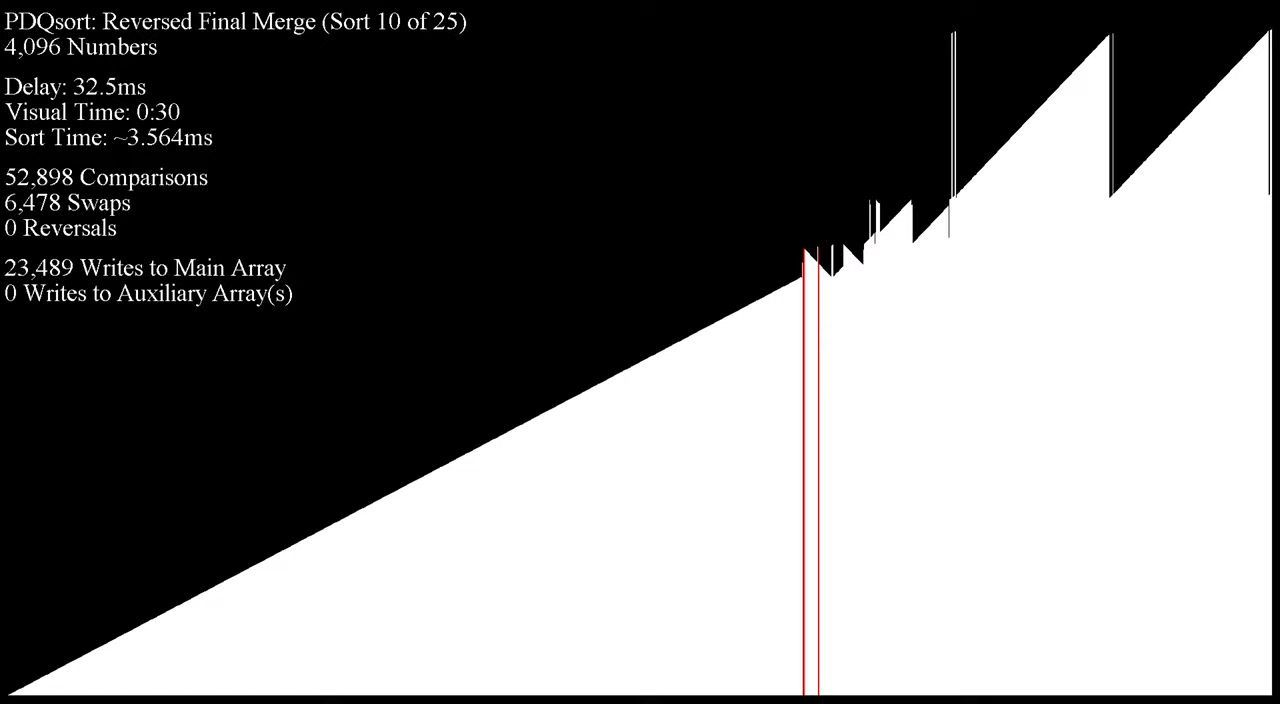 PDQsort: Reversed Final Merge (Sort 10 of 25)
4,096 Numbers
Delay: 32.5ms
Visual Time: 0:30
Sort Time: ~3.564ms
52,898 Comparisons
6,478 Swaps
0 Reversals
23,489 Writes to Main Array
0 Writes to Auxiliary Array(s)